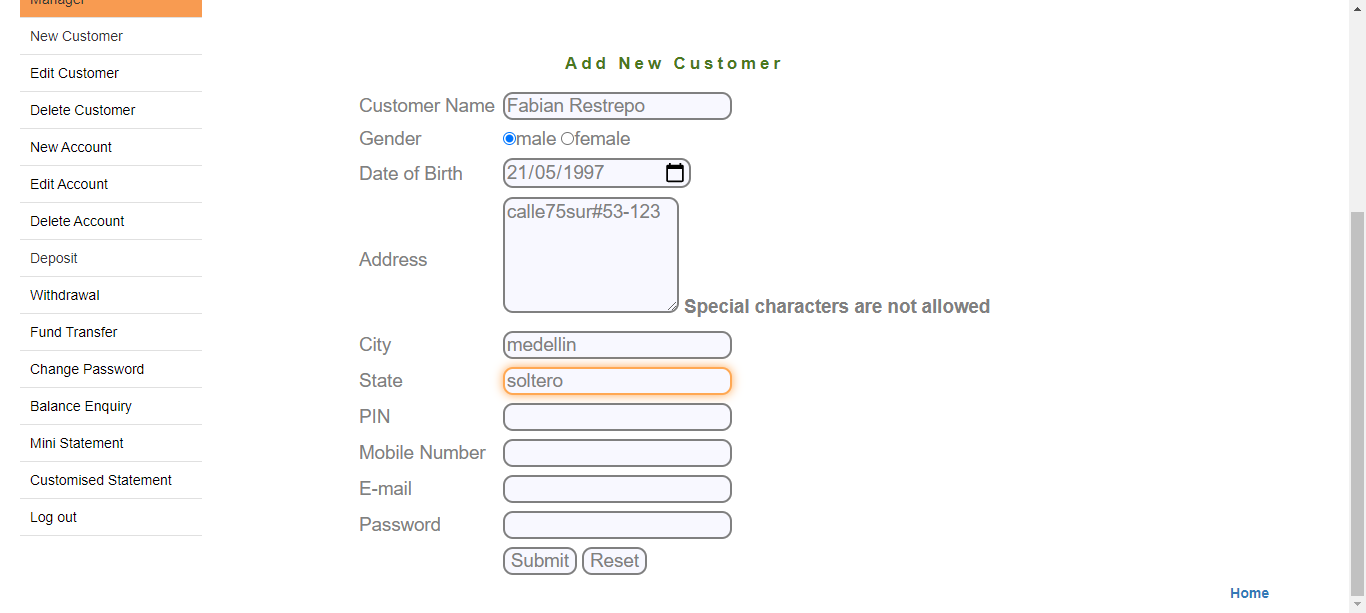 Manager
New Customer
Edit Customer
Delete Customer
New Account
Edit Account
Delete Account
Deposit
Withdrawal
Fund Transfer
Change Password
Balance Enquiry
Mini Statement
Customised Statement
Log out
Add New Customer
Customer Name Fabian Restrepo
Gender male female
Date of Birth 21/05/1997
Address calle75sur#53-123 Special characters are not allowed
City medellin
State soltero
PIN
Mobile Number
E-mail
Password
Submit Reset
Home